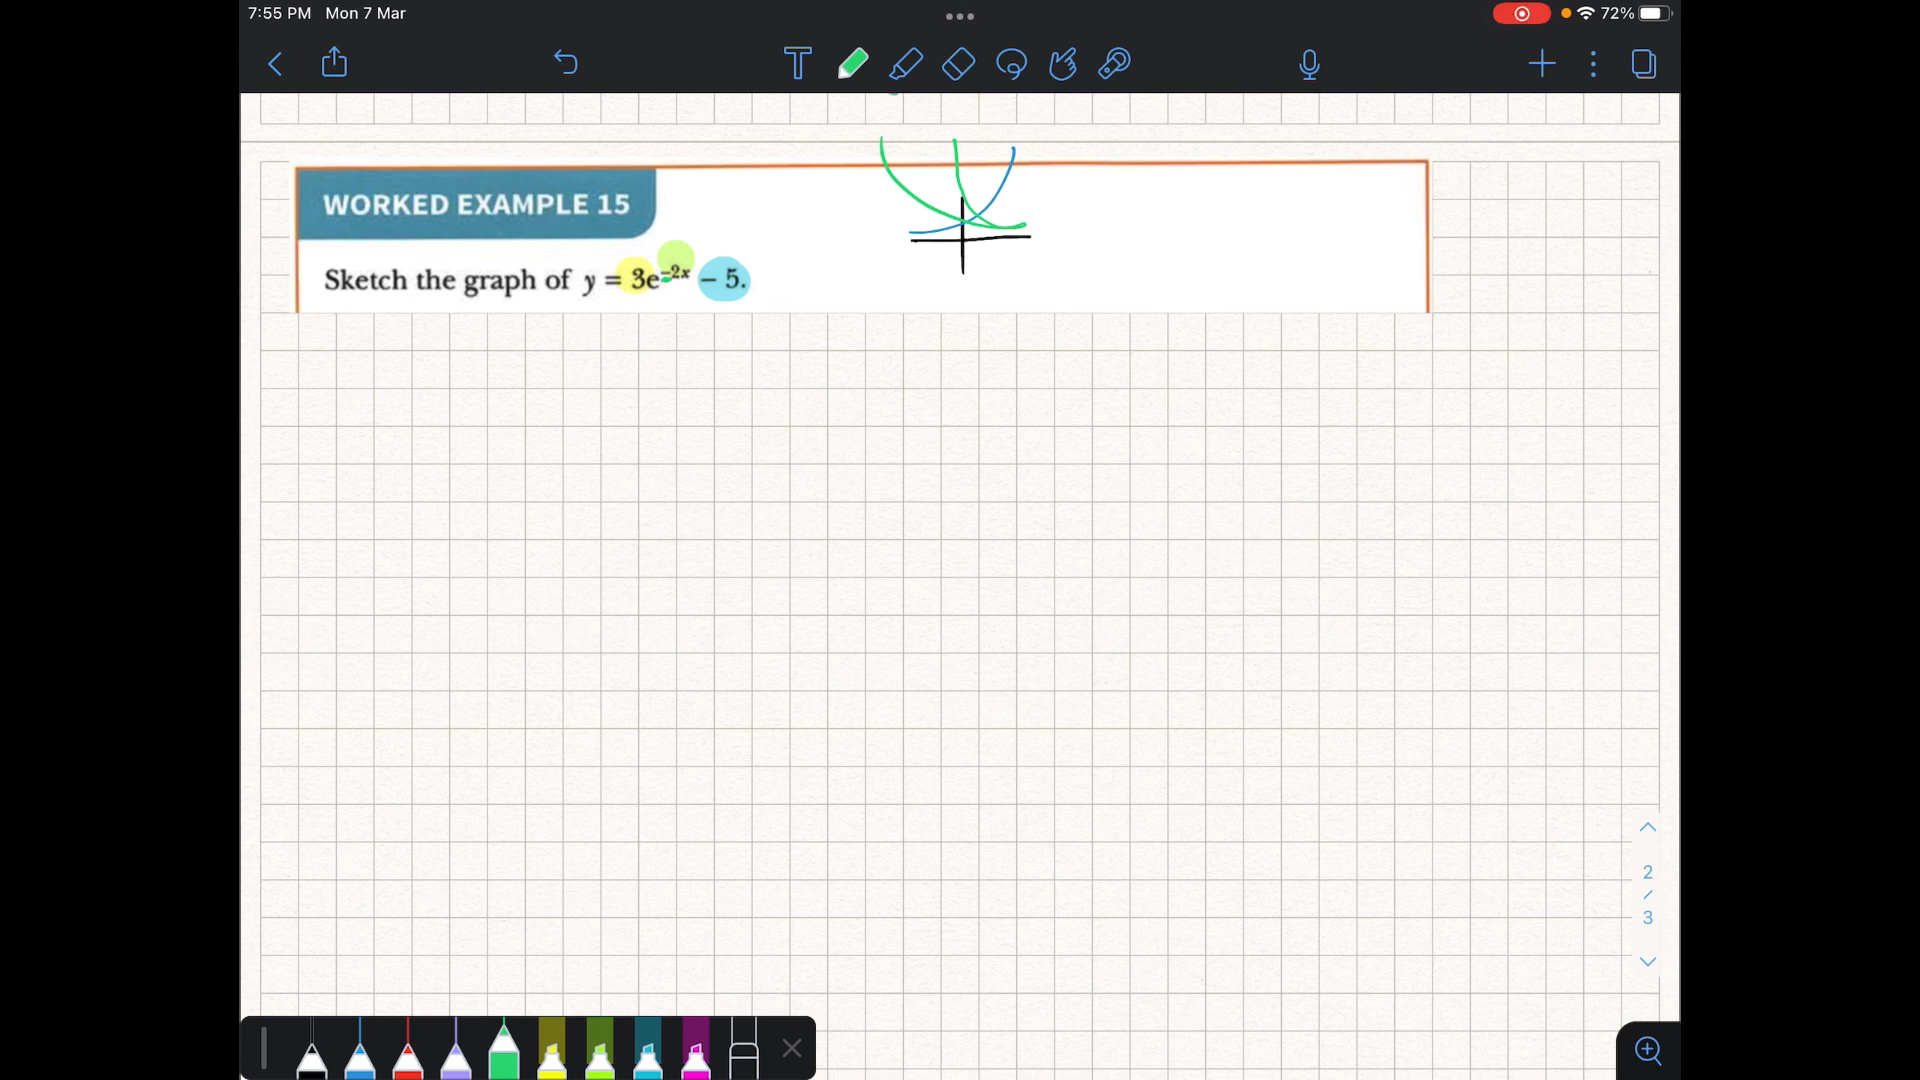 7:55 PM Mon 7 Mar
72%
WORKED EXAMPLE 15
Sketch the graph of y = 3e⁻²ˣ − 5.
2
/
3